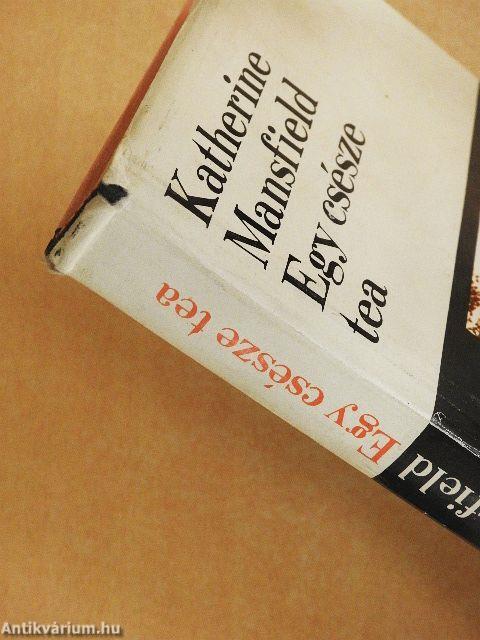 Katherine
Mansfield
Egy csésze
tea
Egy csésze tea
field
Antikvárium.hu